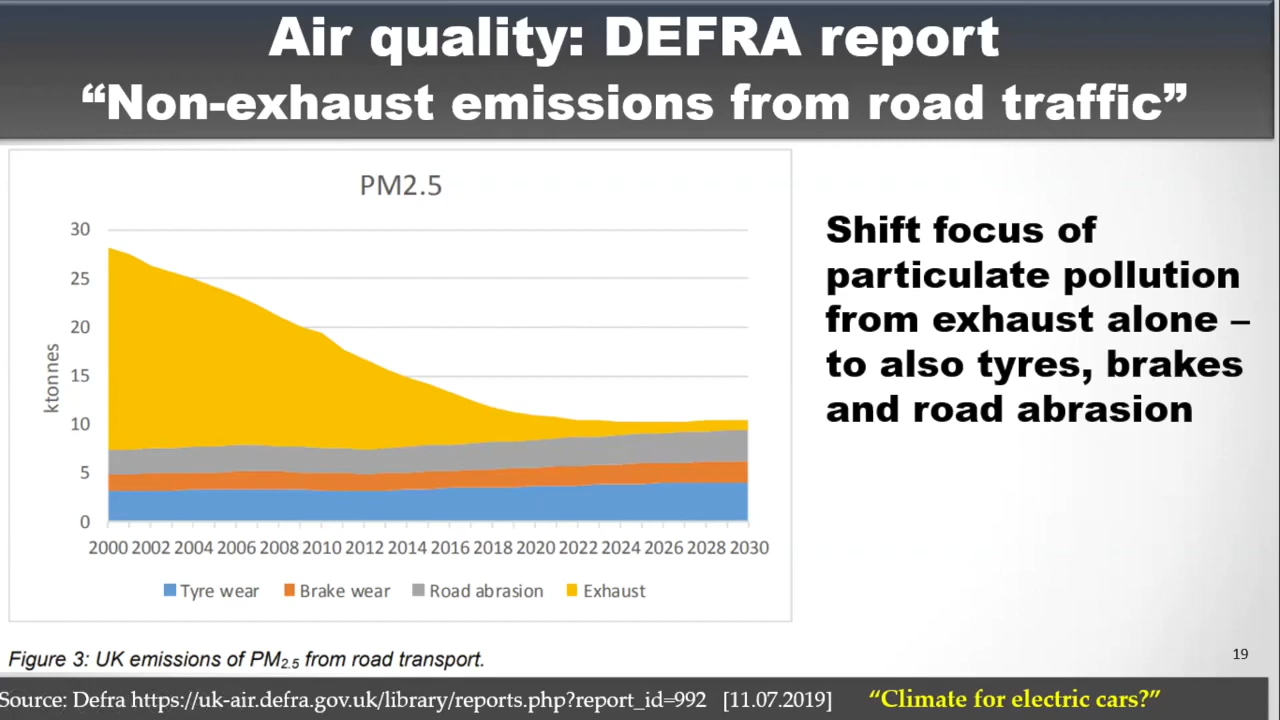 Air quality: DEFRA report
“Non-exhaust emissions from road traffic”
PM2.5
30
25
20
15
10
5
0
ktonnes
2000 2002 2004 2006 2008 2010 2012 2014 2016 2018 2020 2022 2024 2026 2028 2030
Tyre wear Brake wear Road abrasion Exhaust
Figure 3: UK emissions of PM2.5 from road transport.
Shift focus of
particulate pollution
from exhaust alone –
to also tyres, brakes
and road abrasion
19
Source: Defra https://uk-air.defra.gov.uk/library/reports.php?report_id=992 [11.07.2019] “Climate for electric cars?”